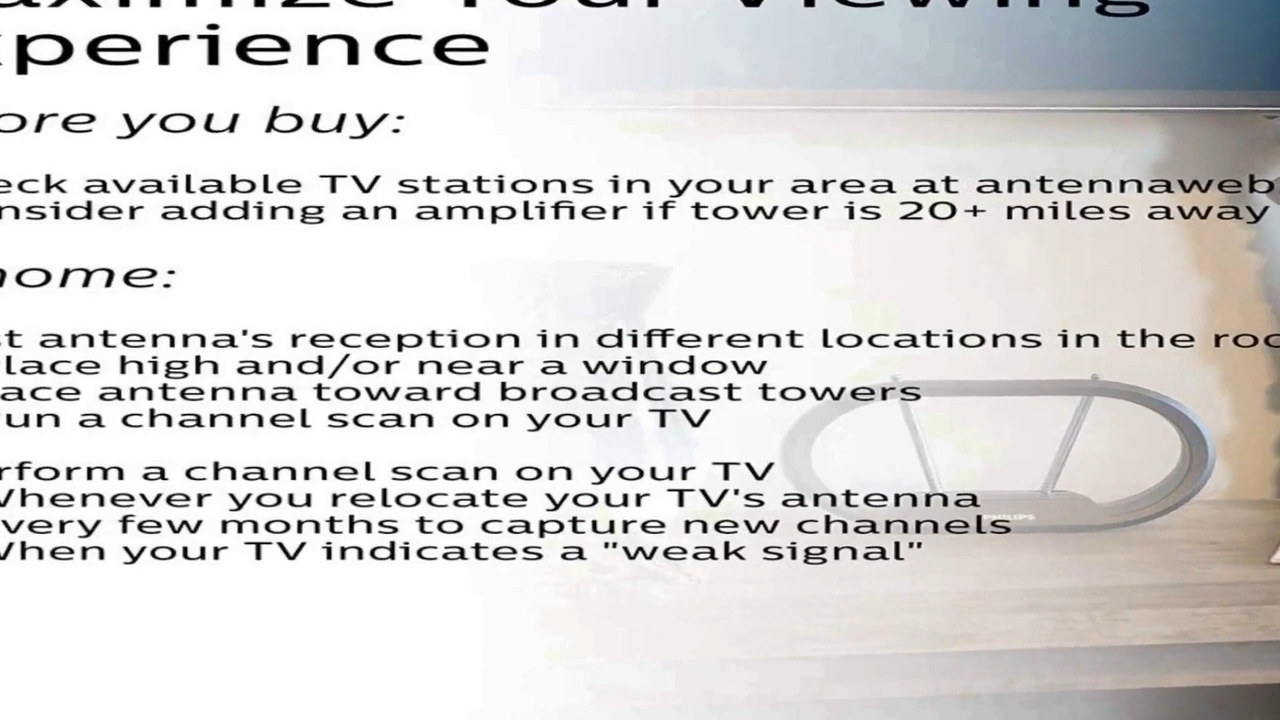 aximize Your Viewing
xperience
ore you buy:
eck available TV stations in your area at antennaweb
nsider adding an amplifier if tower is 20+ miles away
home:
t antenna's reception in different locations in the roo
lace high and/or near a window
ace antenna toward broadcast towers
run a channel scan on your TV
rform a channel scan on your TV
Whenever you relocate your TV's antenna
very few months to capture new channels
When your TV indicates a "weak signal"
PHILIPS